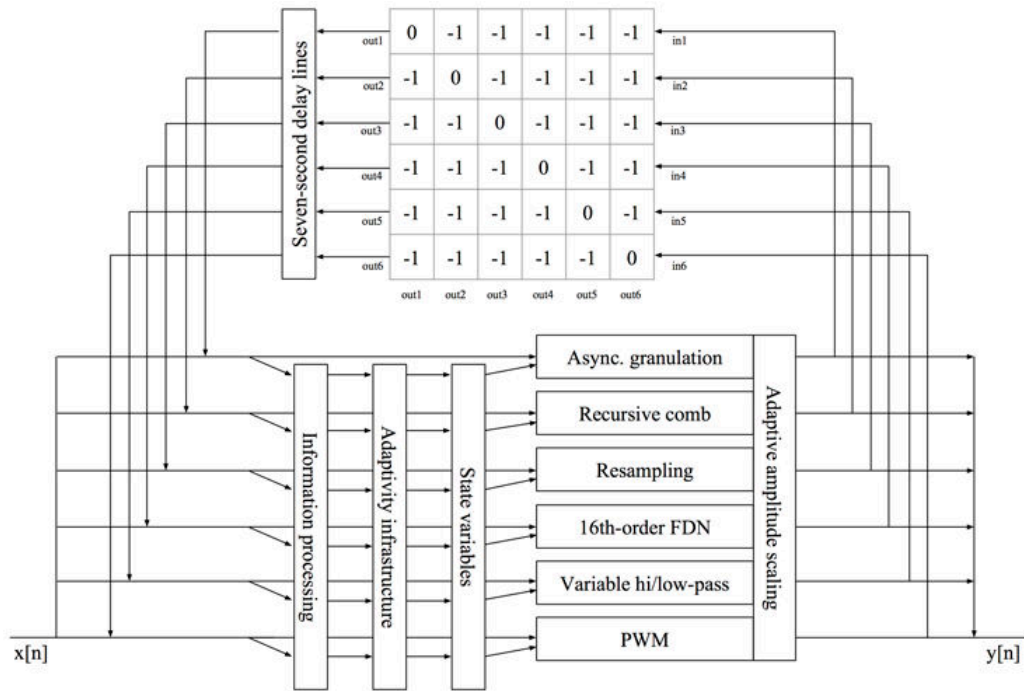 Seven-second delay lines
out1 0 -1 -1 -1 -1 -1 in1
out2 -1 0 -1 -1 -1 -1 in2
out3 -1 -1 0 -1 -1 -1 in3
out4 -1 -1 -1 0 -1 -1 in4
out5 -1 -1 -1 -1 0 -1 in5
out6 -1 -1 -1 -1 -1 0 in6
out1 out2 out3 out4 out5 out6
Information processing
Adaptivity infrastructure
State variables
Async. granulation
Recursive comb
Resampling
16th-order FDN
Variable hi/low-pass
PWM
Adaptive amplitude scaling
x[n]
y[n]